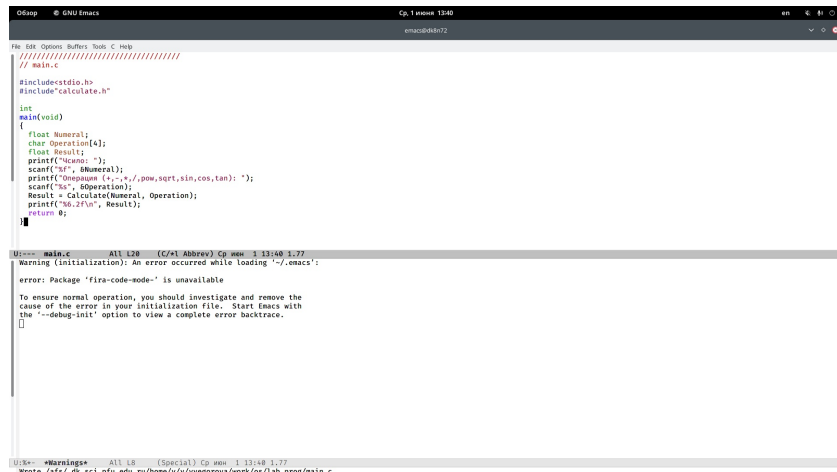 Обзор GNU Emacs Ср, 1 июня 13:40 en
emacs@dk8n72
File Edit Options Buffers Tools C Help
/////////////////////////////////////
// main.c
#include<stdio.h>
#include"calculate.h"
int
main(void)
{
float Numeral;
char Operation[4];
float Result;
printf("Чсило: ");
scanf("%f", &Numeral);
printf("Операция (+,-,*,/,pow,sqrt,sin,cos,tan): ");
scanf("%s", &Operation);
Result = Calculate(Numeral, Operation);
printf("%6.2f\n", Result);
return 0;
}
U:--- main.c All L20 (C/*l Abbrev) Ср июн 1 13:40 1.77
Warning (initialization): An error occurred while loading ‘~/.emacs’:
error: Package ‘fira-code-mode-’ is unavailable
To ensure normal operation, you should investigate and remove the
cause of the error in your initialization file. Start Emacs with
the ‘--debug-init’ option to view a complete error backtrace.
U:%*- *Warnings* All L8 (Special) Ср июн 1 13:40 1.77